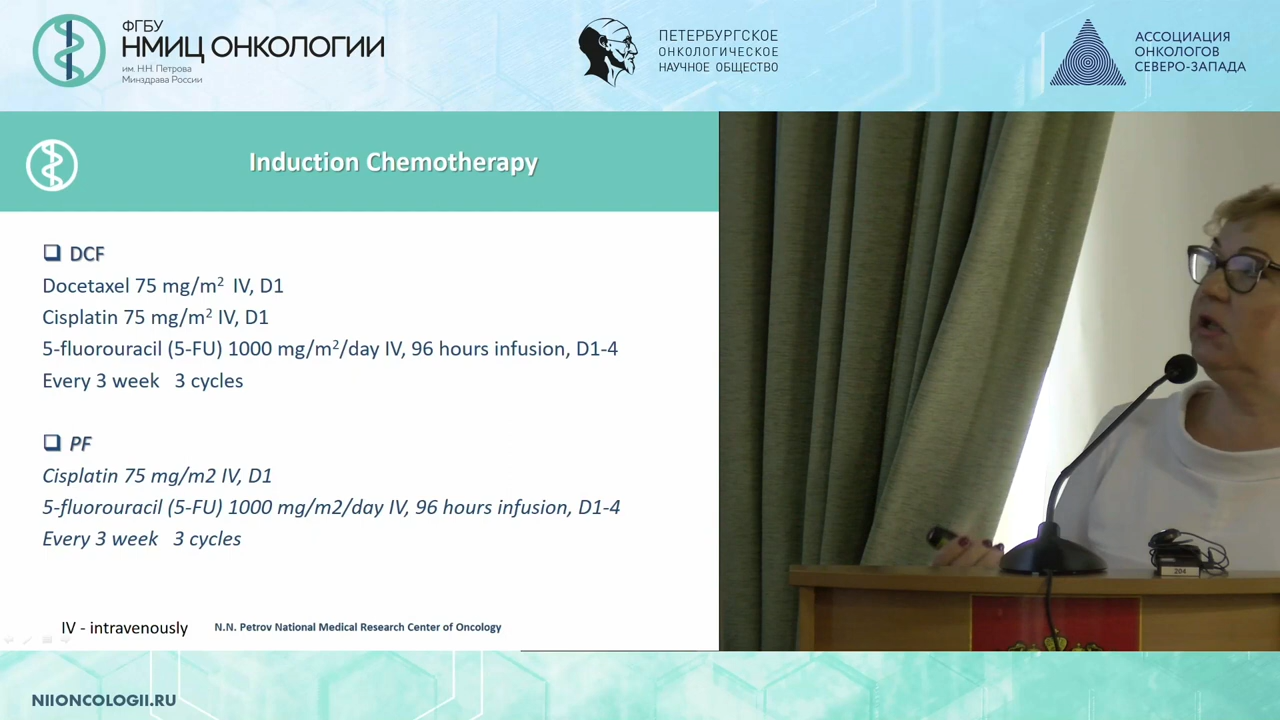 ФГБУ
НМИЦ ОНКОЛОГИИ
им. Н.Н. Петрова
Минздрава России
ПЕТЕРБУРГСКОЕ
ОНКОЛОГИЧЕСКОЕ
НАУЧНОЕ ОБЩЕСТВО
АССОЦИАЦИЯ
ОНКОЛОГОВ
СЕВЕРО-ЗАПАДА
Induction Chemotherapy
❑ DCF
Docetaxel 75 mg/m² IV, D1
Cisplatin 75 mg/m² IV, D1
5-fluorouracil (5-FU) 1000 mg/m²/day IV, 96 hours infusion, D1-4
Every 3 week 3 cycles
❑ PF
Cisplatin 75 mg/m2 IV, D1
5-fluorouracil (5-FU) 1000 mg/m2/day IV, 96 hours infusion, D1-4
Every 3 week 3 cycles
IV - intravenously
N.N. Petrov National Medical Research Center of Oncology
204
NIIONCOLOGII.RU